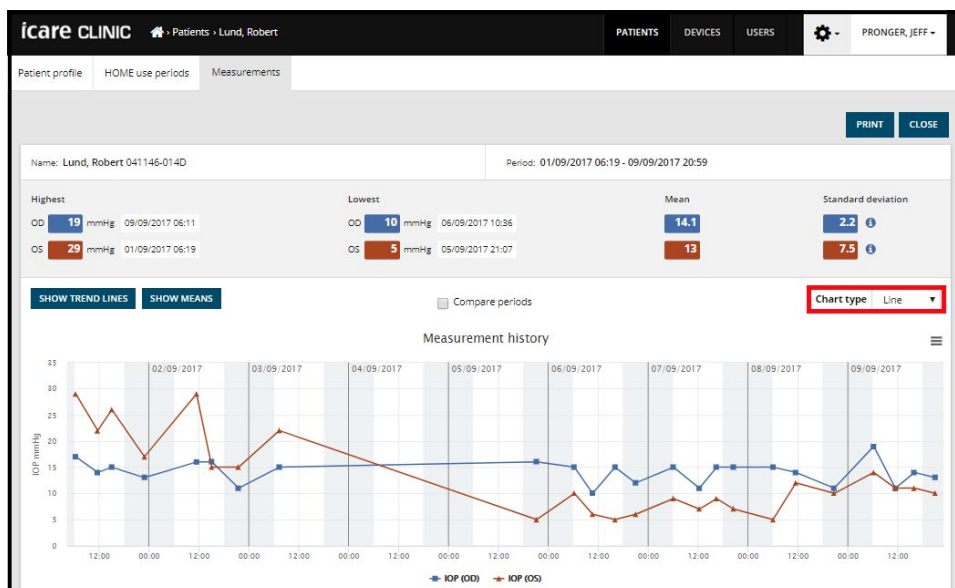 icare CLINIC › Patients › Lund, Robert PATIENTS DEVICES USERS PRONGER, JEFF
Patient profile HOME use periods Measurements
PRINT CLOSE
Name: Lund, Robert 041146-014D Period: 01/09/2017 06:19 - 09/09/2017 20:59
Highest Lowest Mean Standard deviation
OD 19 mmHg 09/09/2017 06:11 OD 10 mmHg 06/09/2017 10:36 14.1 2.2 i
OS 29 mmHg 01/09/2017 06:19 OS 5 mmHg 05/09/2017 21:07 13 7.5 i
SHOW TREND LINES SHOW MEANS Compare periods Chart type Line
Measurement history
35 02/09/2017 03/09/2017 04/09/2017 05/09/2017 06/09/2017 07/09/2017 08/09/2017 09/09/2017
30
25
20
IOP mmHg
15
10
5
0
12:00 00:00 12:00 00:00 12:00 00:00 12:00 00:00 12:00 00:00 12:00 00:00 12:00 00:00 12:00 00:00 12:00
IOP (OD) IOP (OS)